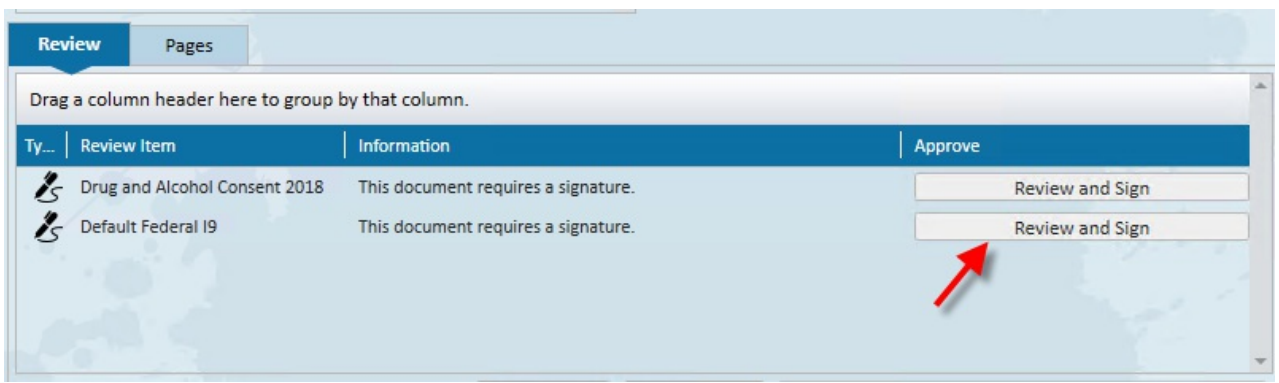 Review Pages
Drag a column header here to group by that column.
Ty... Review Item Information Approve
Drug and Alcohol Consent 2018 This document requires a signature. Review and Sign
Default Federal I9 This document requires a signature. Review and Sign